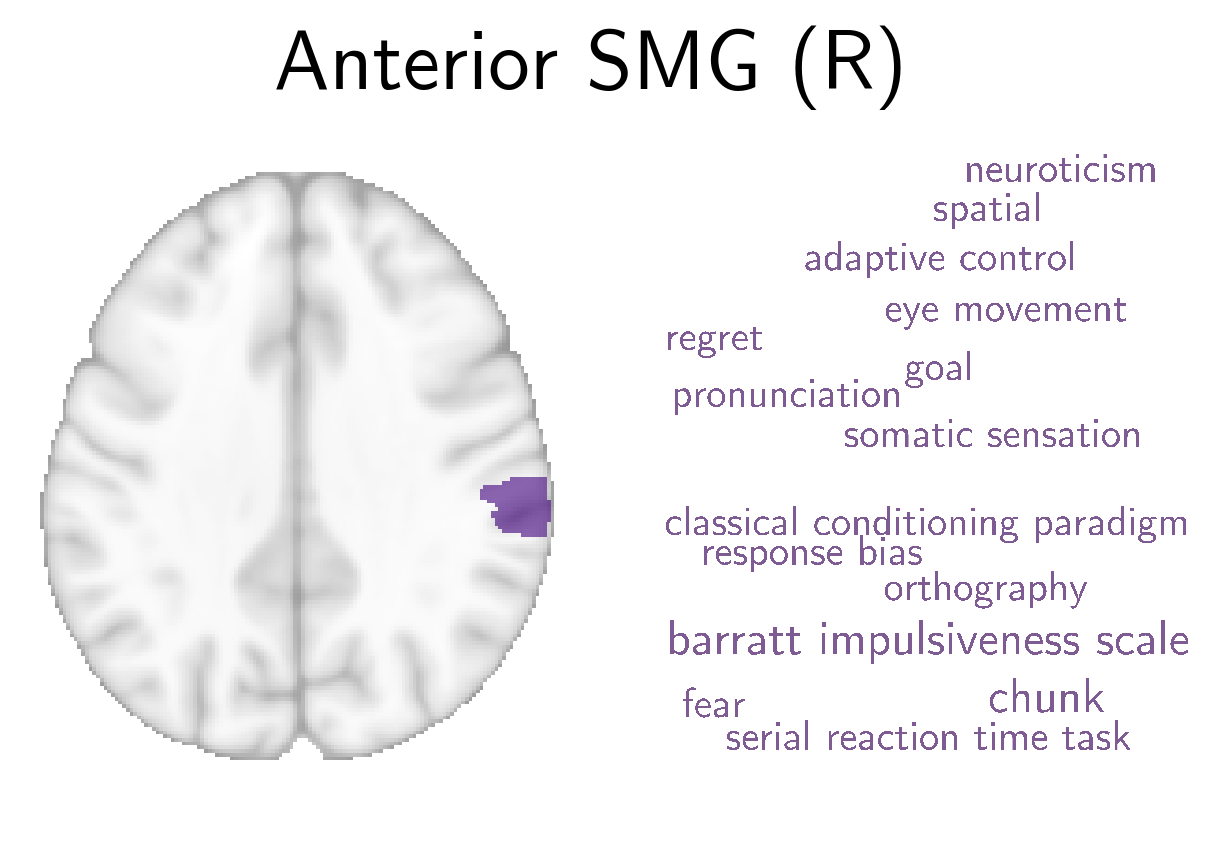 Anterior SMG (R)
neuroticism
spatial
adaptive control
eye movement
regret
goal
pronunciation
somatic sensation
classical conditioning paradigm
response bias
orthography
barratt impulsiveness scale
chunk
fear
serial reaction time task